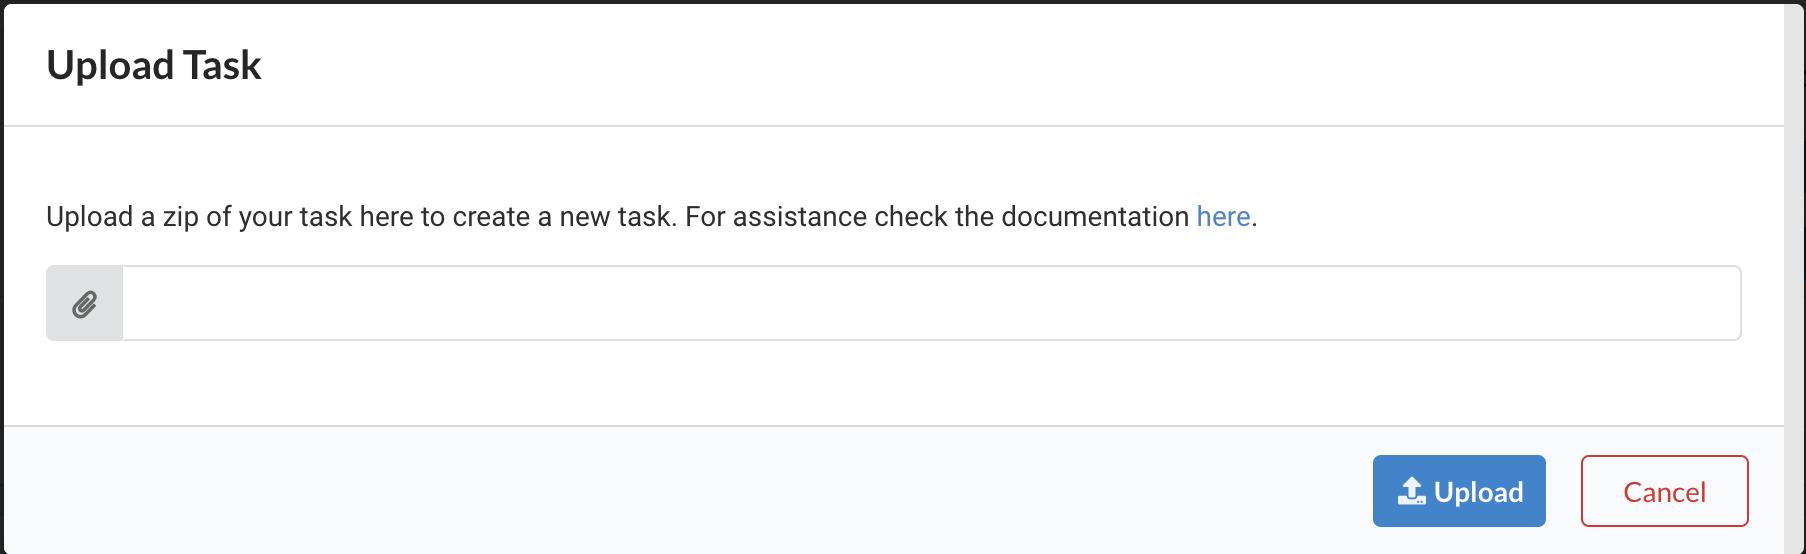 Upload Task
Upload a zip of your task here to create a new task. For assistance check the documentation here.
Upload
Cancel